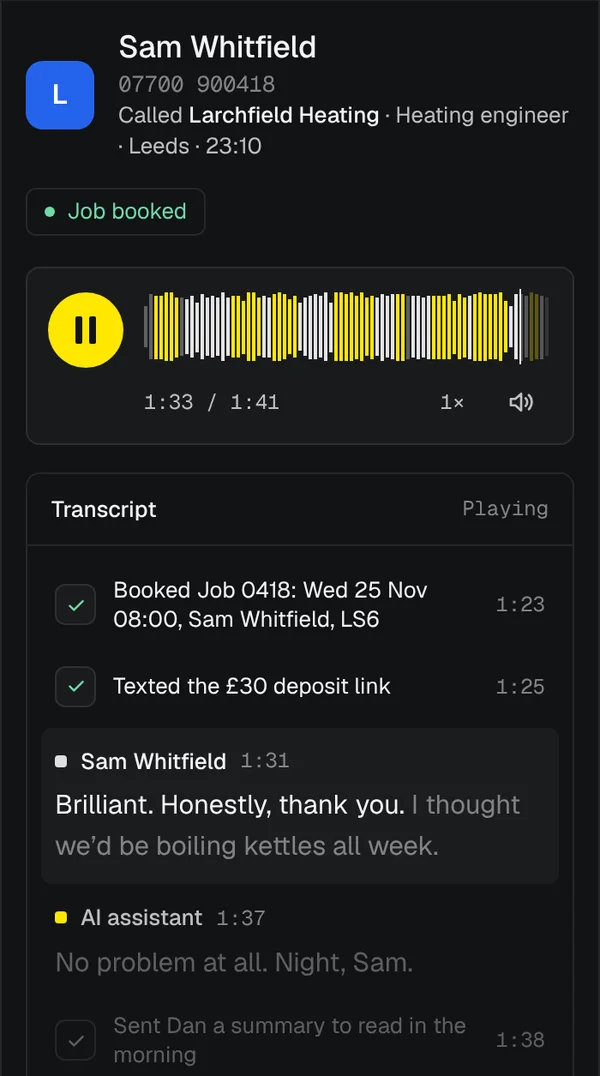 Sam Whitfield
07700 900418
L
Called Larchfield Heating · Heating engineer
· Leeds · 23:10
Job booked
1:33 / 1:41
1×
Transcript
Playing
Booked Job 0418: Wed 25 Nov
08:00, Sam Whitfield, LS6
1:23
Texted the £30 deposit link
1:25
Sam Whitfield 1:31
Brilliant. Honestly, thank you. I thought
we’d be boiling kettles all week.
AI assistant 1:37
No problem at all. Night, Sam.
Sent Dan a summary to read in the
morning
1:38